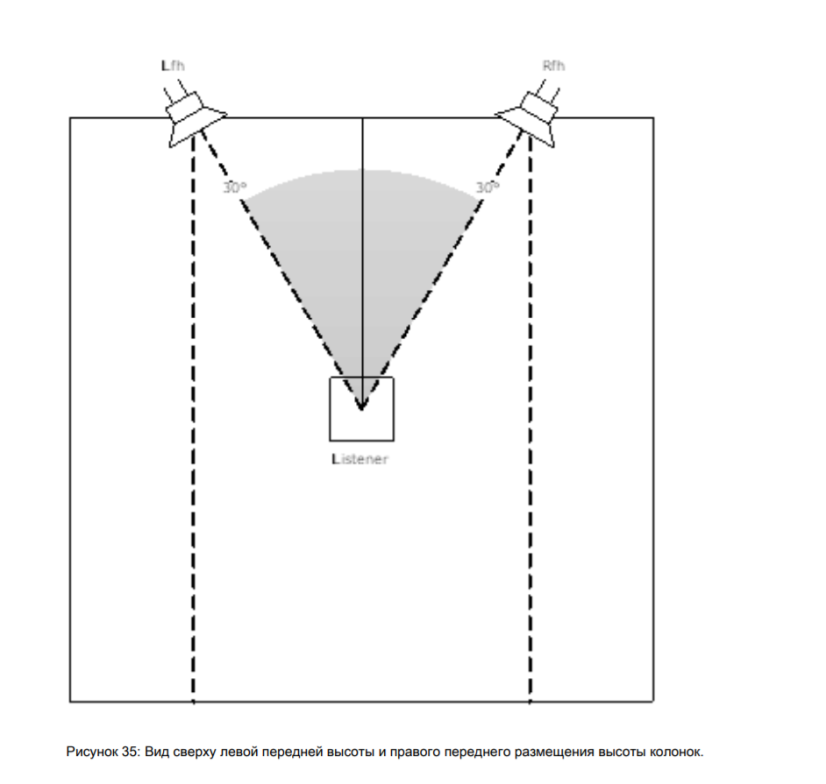 Lfh Rfh
30° 30°
Listener
Рисунок 35: Вид сверху левой передней высоты и правого переднего размещения высоты колонок.